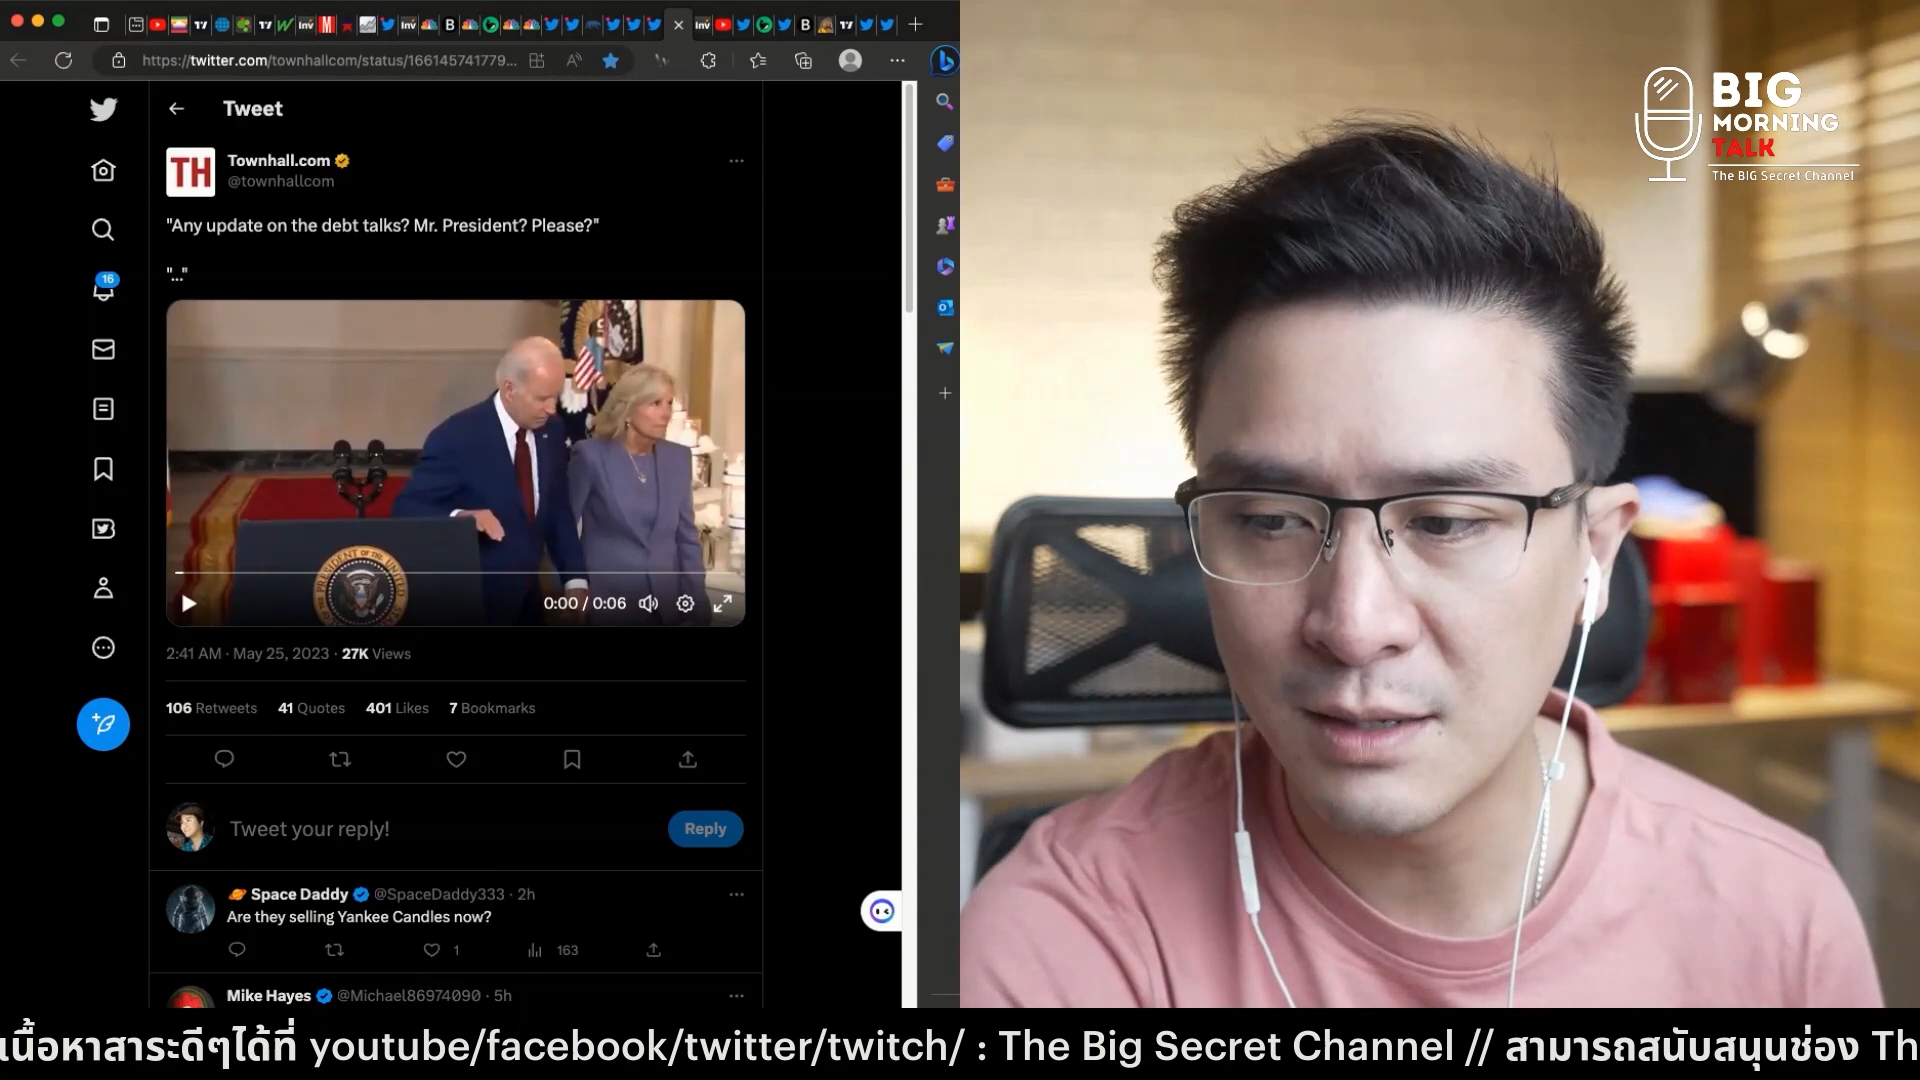 https://twitter.com/townhallcom/status/166145741779...
Tweet
TH
Townhall.com
@townhallcom
"Any update on the debt talks? Mr. President? Please?"
"..."
0:00 / 0:06
2:41 AM · May 25, 2023 · 27K Views
106 Retweets 41 Quotes 401 Likes 7 Bookmarks
Tweet your reply!
Reply
Space Daddy @SpaceDaddy333 · 2h
Are they selling Yankee Candles now?
1 163
Mike Hayes @Michael86974090 · 5h
16
BIG
MORNING
TALK
The BIG Secret Channel
เนื้อหาสาระดีๆได้ที่ youtube/facebook/twitter/twitch/ : The Big Secret Channel // สามารถสนับสนุนช่อง Th